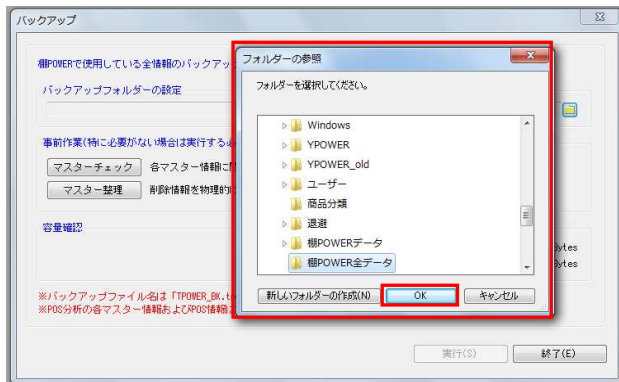 バックアップ
棚POWERで使用している全情報のバックアッ
バックアップフォルダーの設定
フォルダーの参照
フォルダーを選択してください。
Windows
YPOWER
YPOWER_old
ユーザー
商品分類
退避
棚POWERデータ
棚POWER全データ
新しいフォルダーの作成(N)
OK
キャンセル
事前作業(特に必要がない場合は実行する
マスターチェック
各マスター情報に
マスター整理
削除情報を物理的
容量確認
Bytes
Bytes
※バックアップファイル名は「TPOWER_BK.t
※POS分析の各マスター情報およびPOS情報
実行(S)
終了(E)